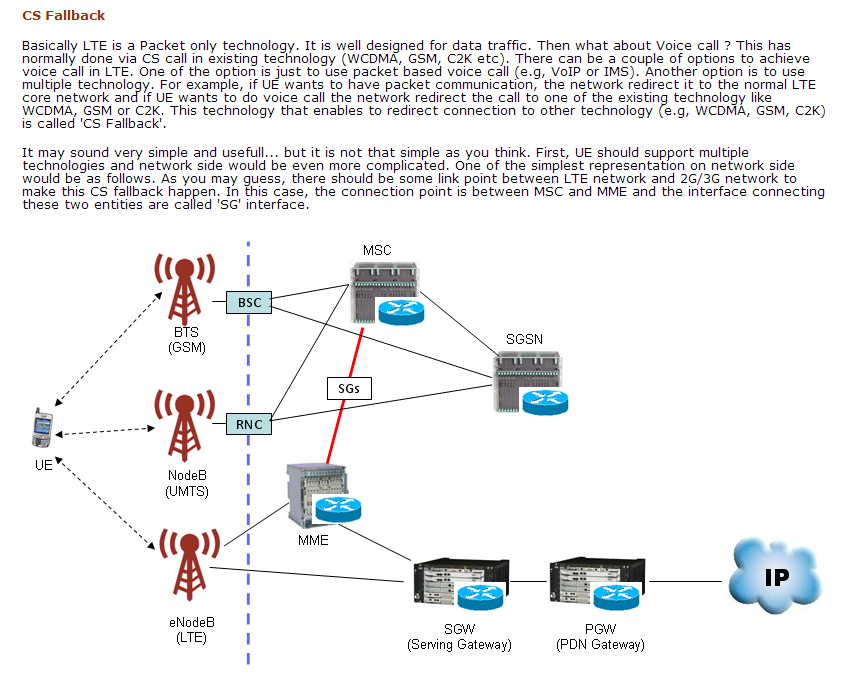 CS Fallback
Basically LTE is a Packet only technology. It is well designed for data traffic. Then what about Voice call ? This has
normally done via CS call in existing technology (WCDMA, GSM, C2K etc). There can be a couple of options to achieve
voice call in LTE. One of the option is just to use packet based voice call (e.g, VoIP or IMS). Another option is to use
multiple technology. For example, if UE wants to have packet communication, the network redirect it to the normal LTE
core network and if UE wants to do voice call the network redirect the call to one of the existing technology like
WCDMA, GSM or C2K. This technology that enables to redirect connection to other technology (e.g, WCDMA, GSM, C2K)
is called 'CS Fallback'.
It may sound very simple and usefull... but it is not that simple as you think. First, UE should support multiple
technologies and network side would be even more complicated. One of the simplest representation on network side
would be as follows. As you may guess, there should be some link point between LTE network and 2G/3G network to
make this CS fallback happen. In this case, the connection point is between MSC and MME and the interface connecting
these two entities are called 'SG' interface.
MSC
BSC
BTS
(GSM)
SGSN
SGs
RNC
UE
NodeB
(UMTS)
MME
IP
eNodeB
(LTE)
SGW
(Serving Gateway)
PGW
(PDN Gateway)